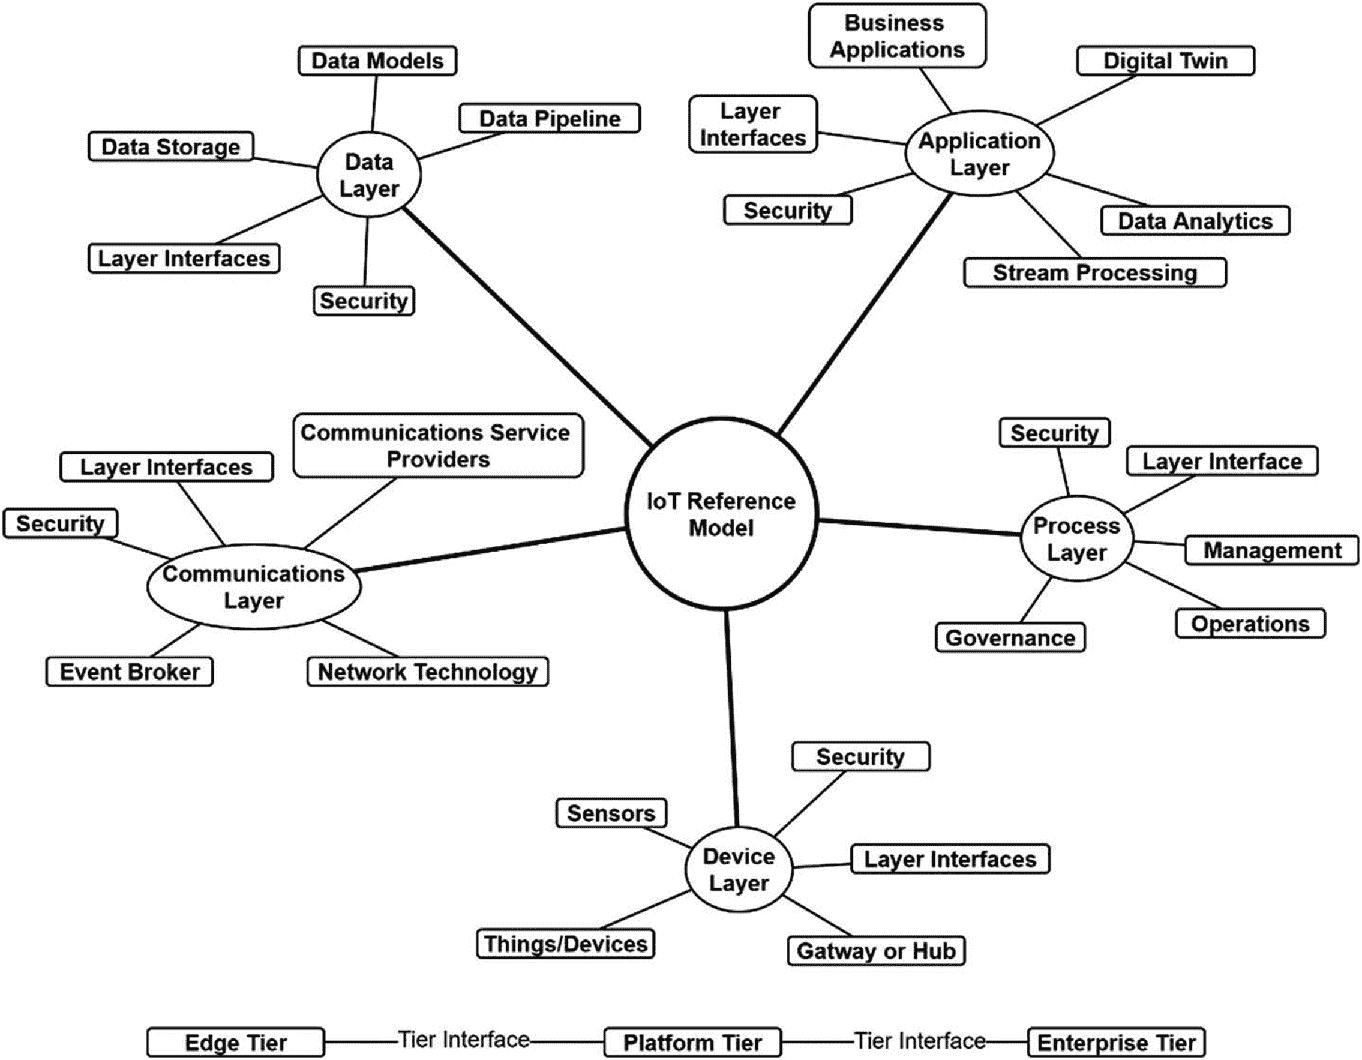 Data Models
Data Pipeline
Data Storage
Data
Layer
Layer Interfaces
Security
Business
Applications
Digital Twin
Layer
Interfaces
Application
Layer
Security
Data Analytics
Stream Processing
Communications Service
Providers
Layer Interfaces
Security
Communications
Layer
Event Broker
Network Technology
IoT Reference
Model
Security
Layer Interface
Process
Layer
Management
Operations
Governance
Security
Sensors
Device
Layer
Layer Interfaces
Things/Devices
Gatway or Hub
Edge Tier
Tier Interface
Platform Tier
Tier Interface
Enterprise Tier